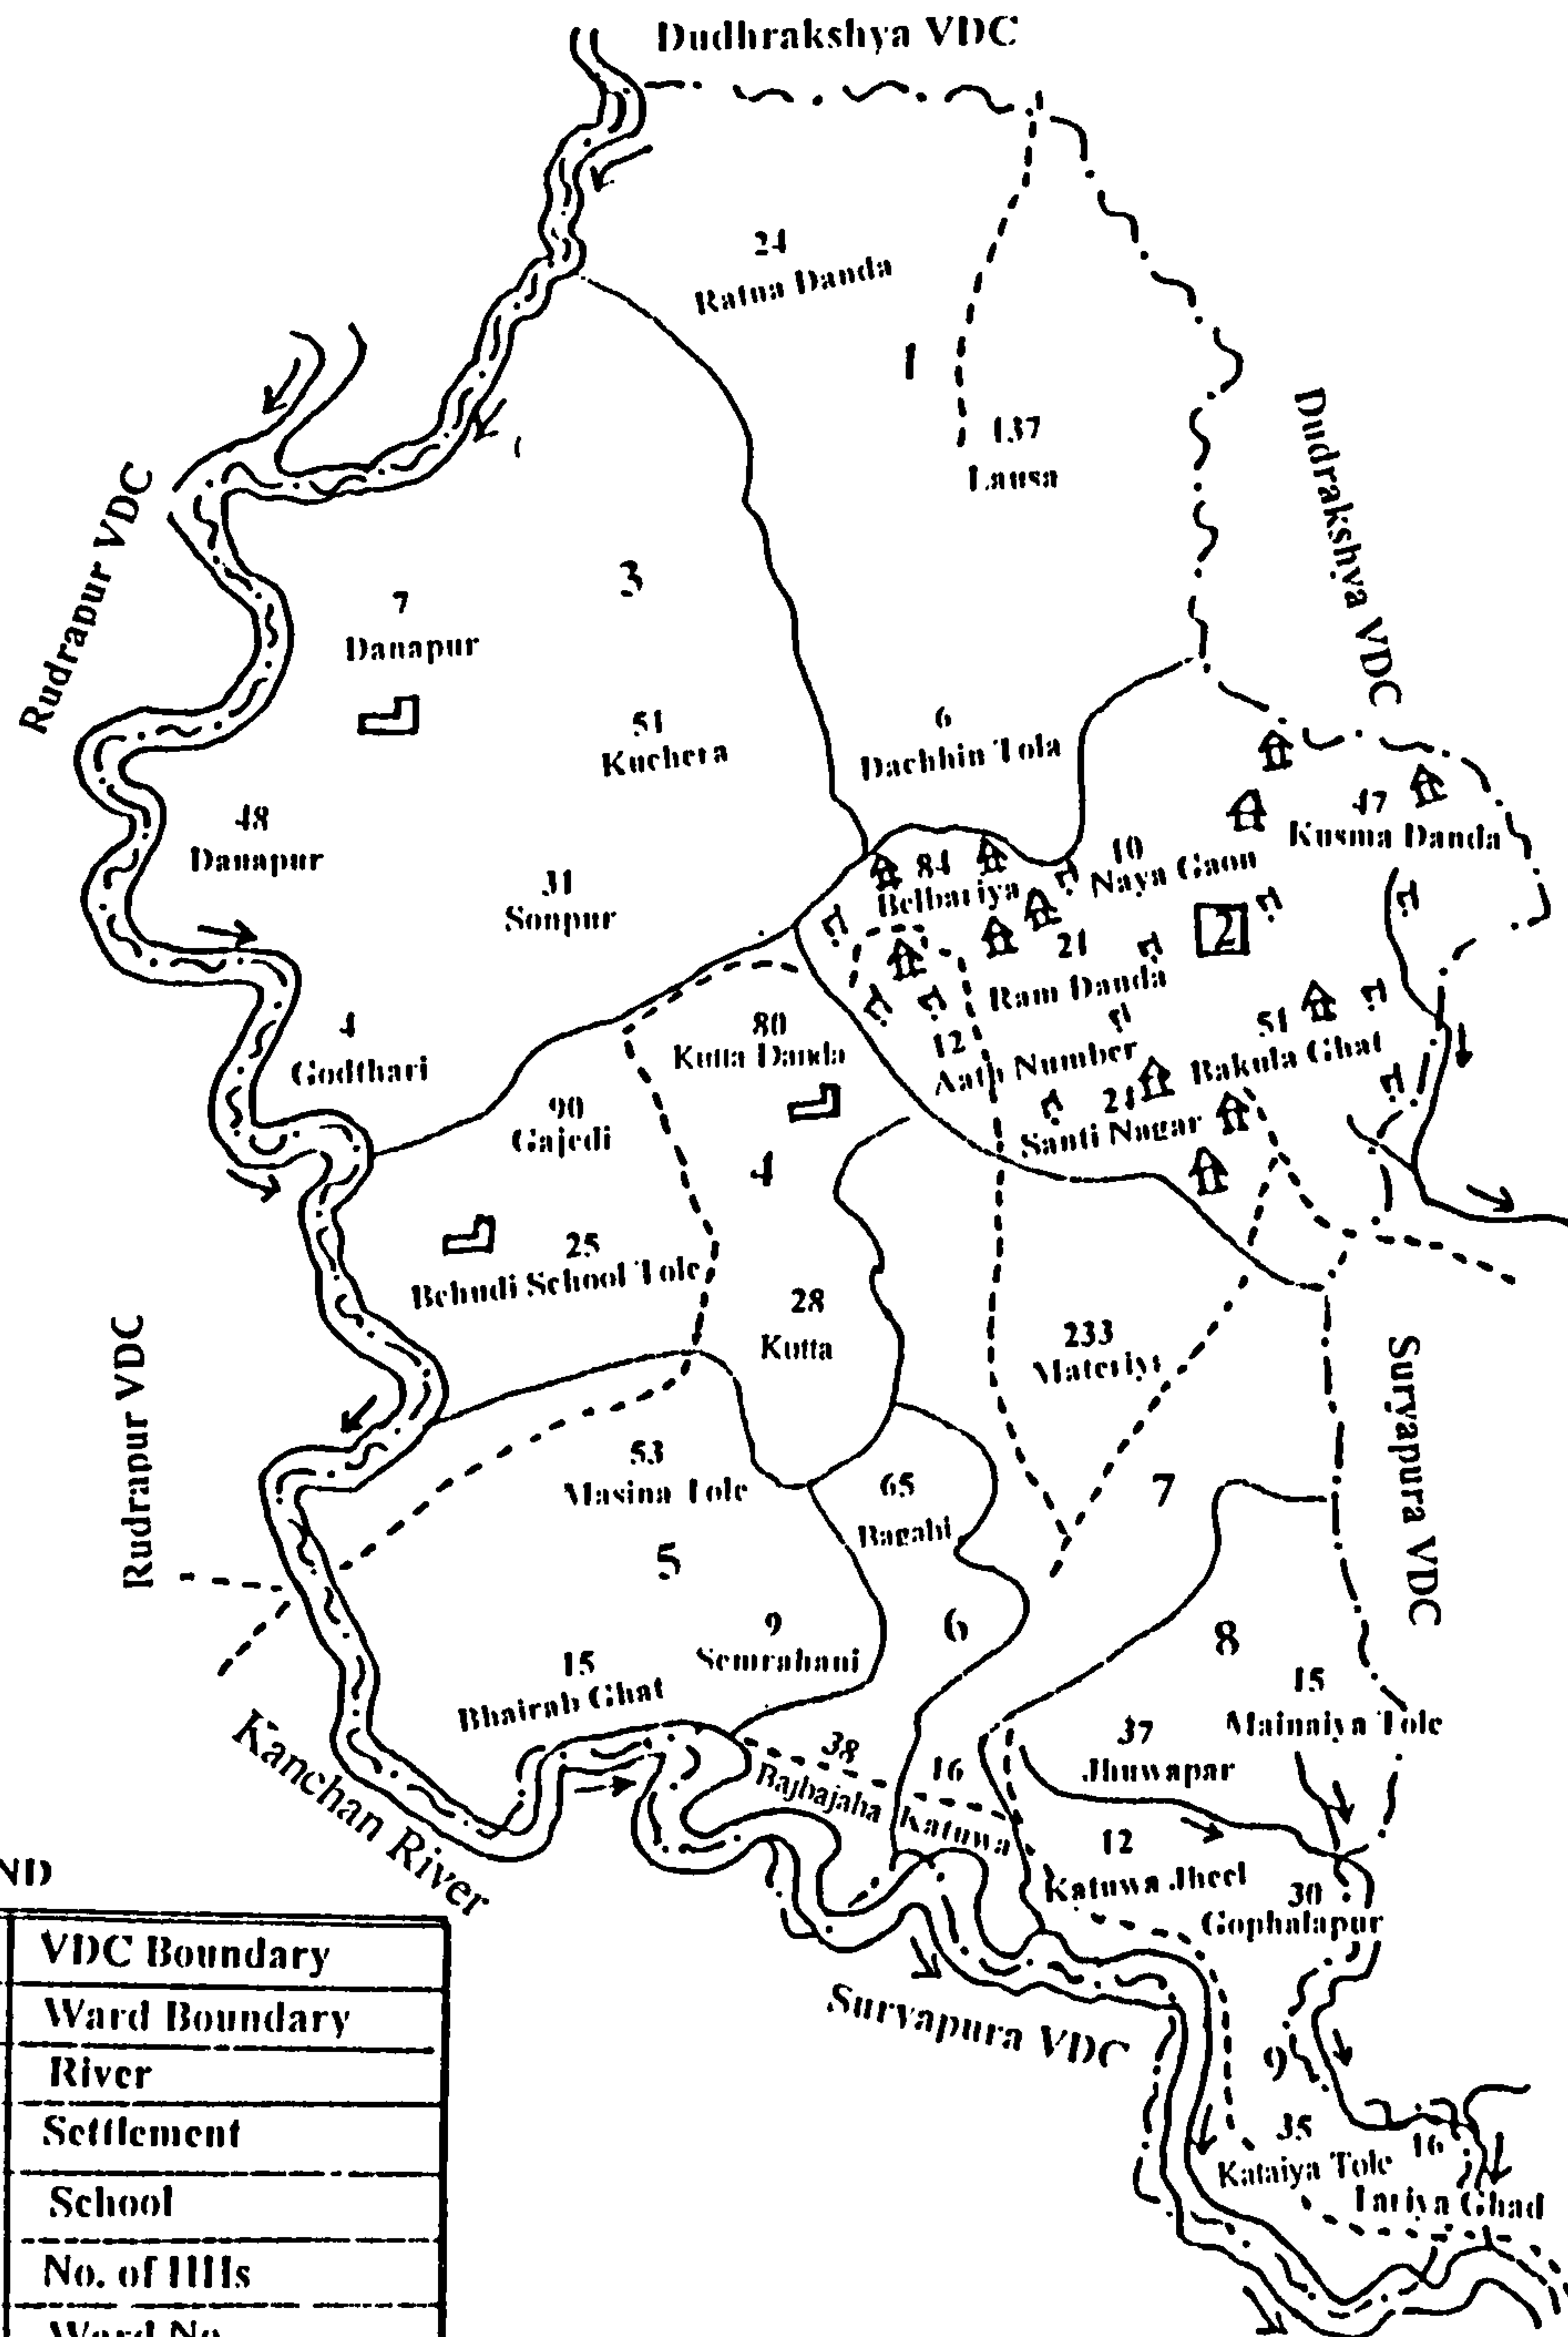 Dudhrakshya VDC
24
Ratna Danda
1
137
Lausa
Dudrakshya VDC
Rudrapur VDC
3
7
Danapur
51
Kuchera
6
Dachhin Tola
48
Danapur
31
Sonpur
47
Kusma Danda
84
Belbariya
10
Naya Gaon
2
21
Ram Danda
4
Godthari
80
Kutta Danda
12
Aath Number
51
Bakula Ghat
24
Santi Nagar
90
Gajedi
4
25
Behudi School Tole
28
Kutta
233
Rudrapur VDC
Suryapura VDC
53
Masina Tole
65
Bagahi
7
5
6
8
9
Semrahani
15
Bhairab Ghat
15
Mainaiya Tole
37
Jhuwapar
38
Bajbajaha
16
Katuwa
12
Katuwa Jheel
30
Gophalapur
Kanchan River
Suryapura VDC
9
35
Kataiya Tole
16
Ghad
ND
VDC Boundary
Ward Boundary
River
Settlement
School
No. of HHs
Ward No